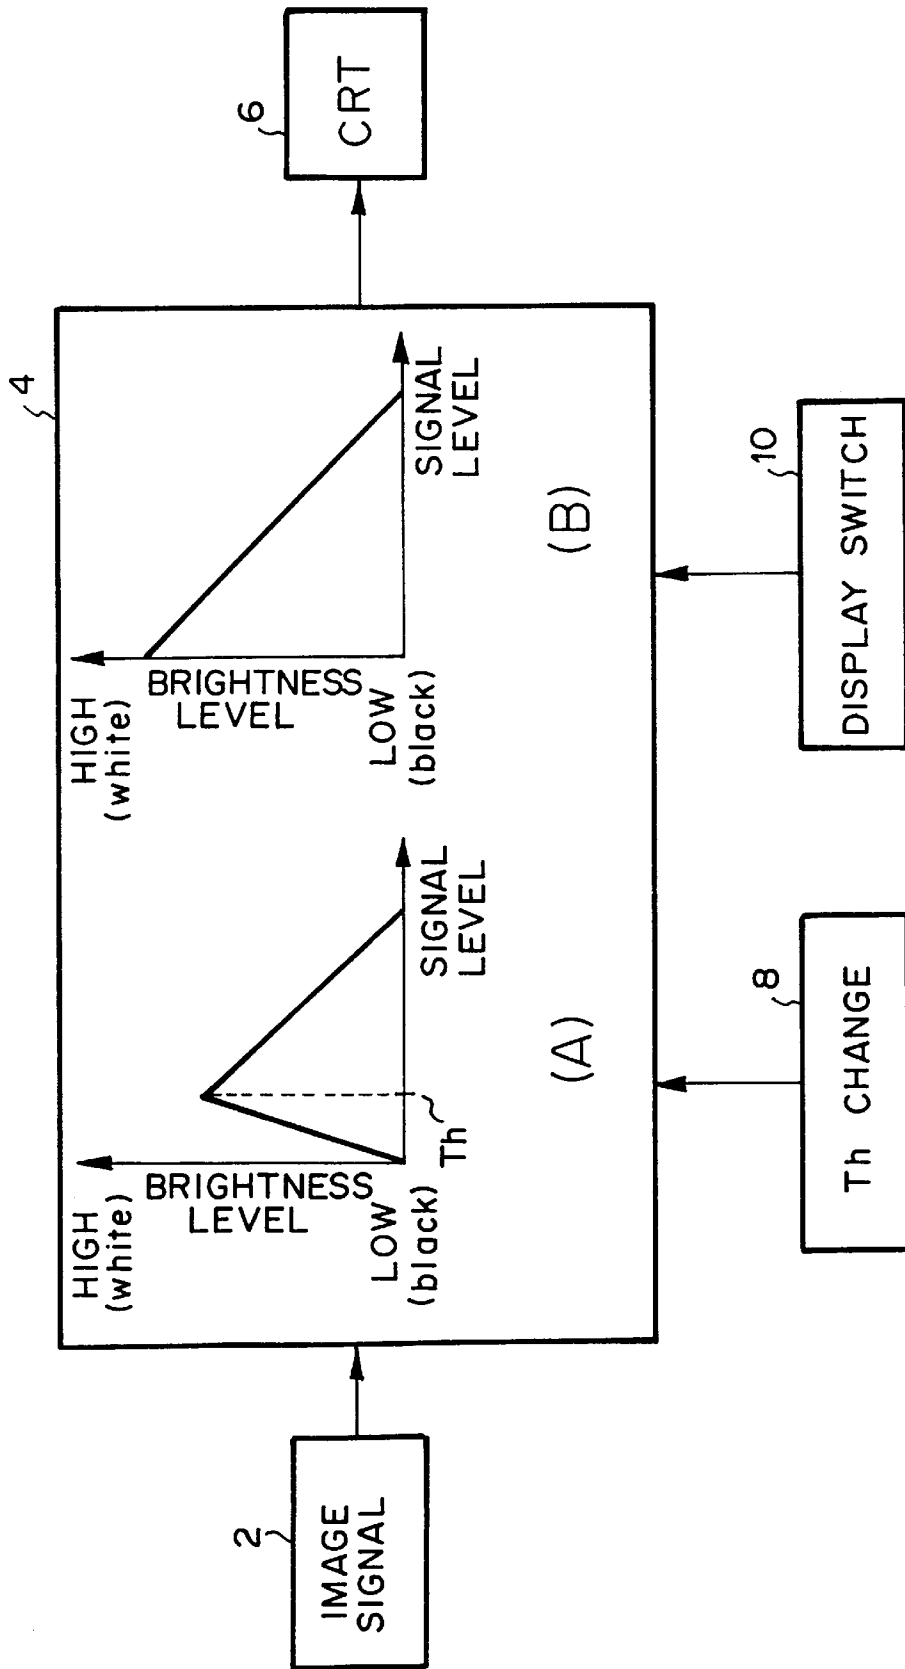 4
6
2
HIGH
(white)
BRIGHTNESS
LEVEL
LOW
(black)
Th
SIGNAL
LEVEL
(A)
HIGH
(white)
BRIGHTNESS
LEVEL
LOW
(black)
SIGNAL
LEVEL
(B)
IMAGE
SIGNAL
CRT
8
Th CHANGE
10
DISPLAY SWITCH